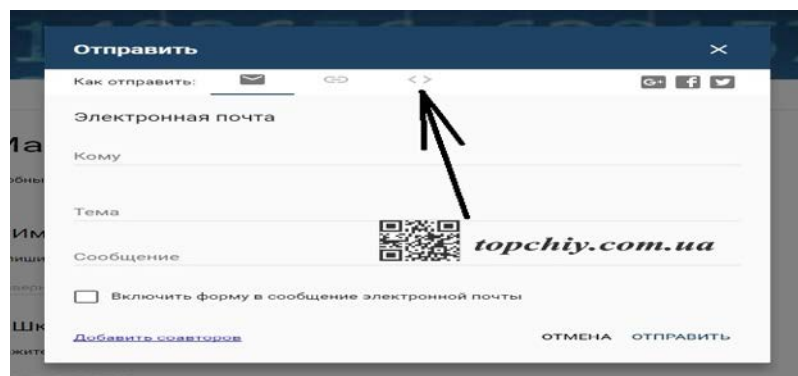 Отправить
Как отправить:
G+ f
Электронная почта
Кому
Тема
topchiy.com.ua
Сообщение
Включить форму в сообщение электронной почты
Добавить соавторов
ОТМЕНА ОТПРАВИТЬ